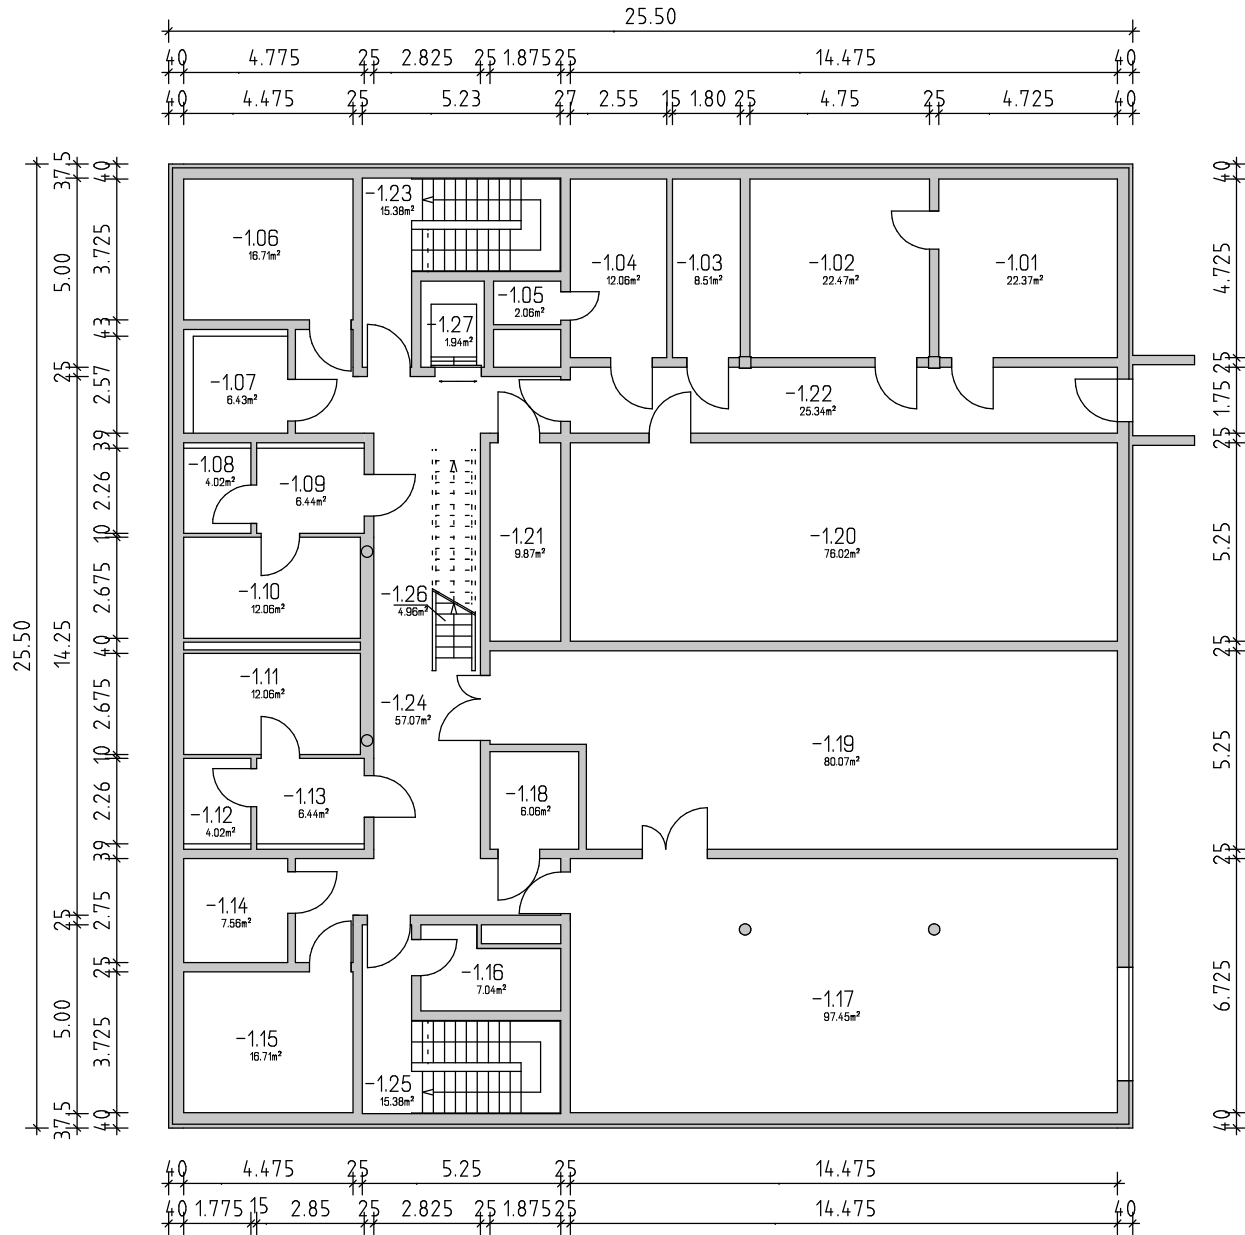 25.50
40 4.775 25 2.825 25 1.875 25 14.475 40
40 4.475 25 5.23 27 2.55 15 1.80 25 4.75 25 4.725 40
25.50
37.5 5.00 25 14.25 25 5.00 37.5
40 3.725 43 2.57 39 2.26 10 2.675 40 2.675 10 2.26 39 2.75 25 3.725 40
40 4.725 25 1.75 25 5.25 25 5.25 25 6.725 40
-1.23
15.38m²
-1.06
16.71m²
-1.04
12.06m²
-1.03
8.51m²
-1.02
22.47m²
-1.01
22.37m²
-1.05
2.06m²
-1.27
1.94m²
-1.07
6.43m²
-1.22
25.34m²
-1.08
4.02m²
-1.09
6.44m²
-1.21
9.87m²
-1.20
76.02m²
-1.10
12.06m²
-1.26
4.96m²
-1.11
12.06m²
-1.24
57.07m²
-1.19
80.07m²
-1.18
6.06m²
-1.13
6.44m²
-1.12
4.02m²
-1.14
7.56m²
-1.16
7.04m²
-1.17
97.45m²
-1.15
16.71m²
-1.25
15.38m²
40 4.475 25 5.25 25 14.475
40 1.775 15 2.85 25 2.825 25 1.875 25 14.475 40